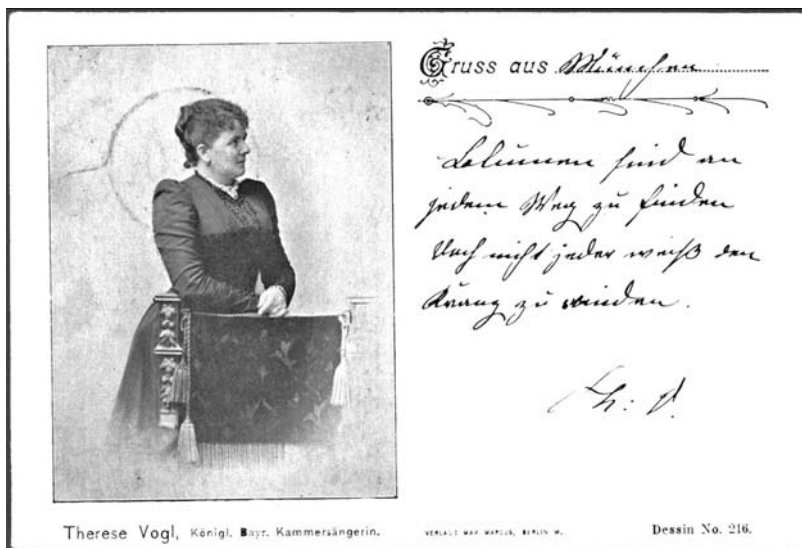 Gruss aus München
Blumen sind an
jedem Weg zu finden
Doch nicht jeder weiß den
Kranz zu winden.
Th: V.
Therese Vogl, Königl. Bayr. Kammersängerin.
VERLAG: MAX MARCUS, BERLIN W.
Dessin No. 216.